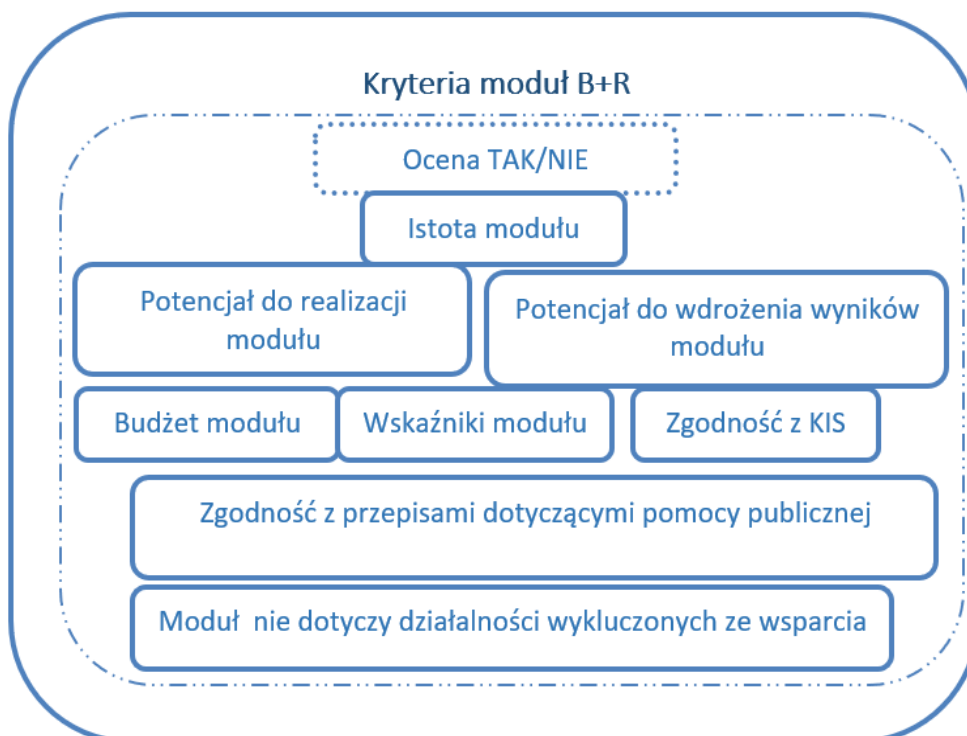 Kryteria moduł B+R
Ocena TAK/NIE
Istota modułu
Potencjał do realizacji
modułu
Potencjał do wdrożenia wyników
modułu
Budżet modułu
Wskaźniki modułu
Zgodność z KIS
Zgodność z przepisami dotyczącymi pomocy publicznej
Moduł nie dotyczy działalności wykluczonych ze wsparcia